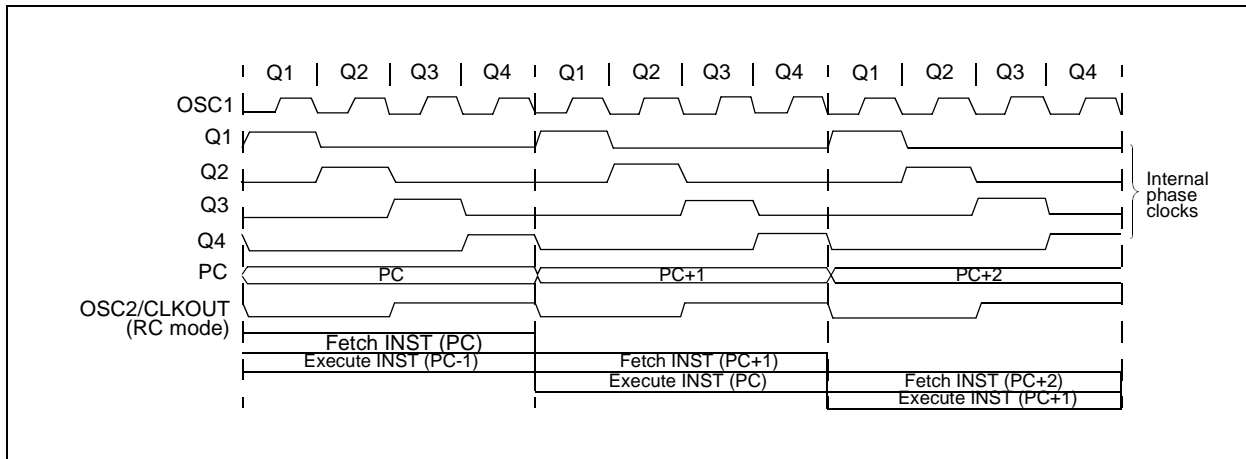 Q1 Q2 Q3 Q4 Q1 Q2 Q3 Q4 Q1 Q2 Q3 Q4
OSC1
Q1
Q2
Q3
Q4
Internal
phase
clocks
PC PC PC+1 PC+2
OSC2/CLKOUT
(RC mode)
Fetch INST (PC)
Execute INST (PC-1) Fetch INST (PC+1)
Execute INST (PC) Fetch INST (PC+2)
Execute INST (PC+1)